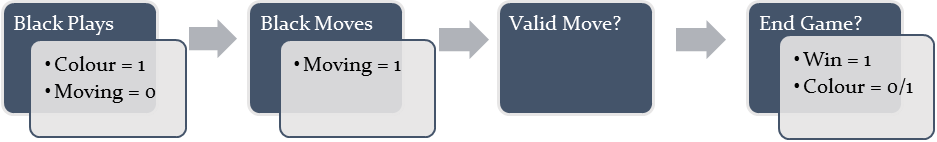 Black Plays
• Colour = 1
• Moving = 0
Black Moves
• Moving = 1
Valid Move?
End Game?
• Win = 1
• Colour = 0/1